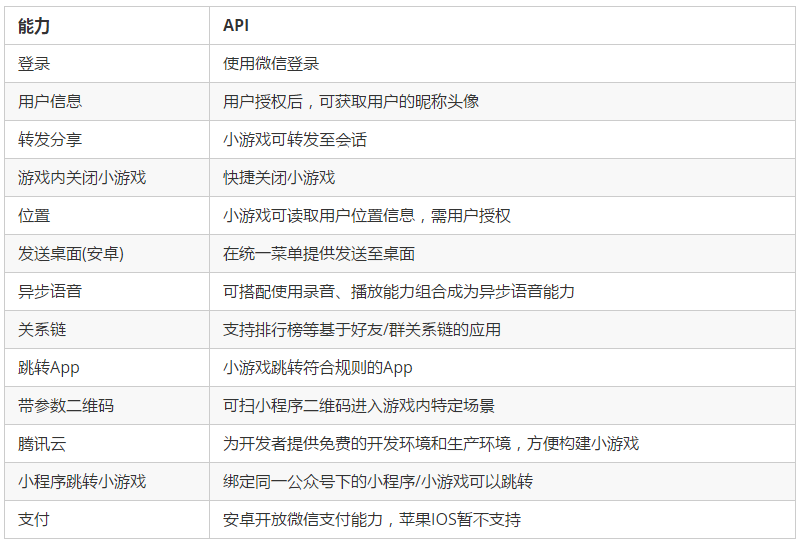 能力 API
登录 使用微信登录
用户信息 用户授权后，可获取用户的昵称头像
转发分享 小游戏可转发至会话
游戏内关闭小游戏 快捷关闭小游戏
位置 小游戏可读取用户位置信息，需用户授权
发送桌面(安卓) 在统一菜单提供发送至桌面
异步语音 可搭配使用录音、播放能力组合成为异步语音能力
关系链 支持排行榜等基于好友/群关系链的应用
跳转App 小游戏跳转符合规则的App
带参数二维码 可扫小程序二维码进入游戏内特定场景
腾讯云 为开发者提供免费的开发环境和生产环境，方便构建小游戏
小程序跳转小游戏 绑定同一公众号下的小程序/小游戏可以跳转
支付 安卓开放微信支付能力，苹果IOS暂不支持